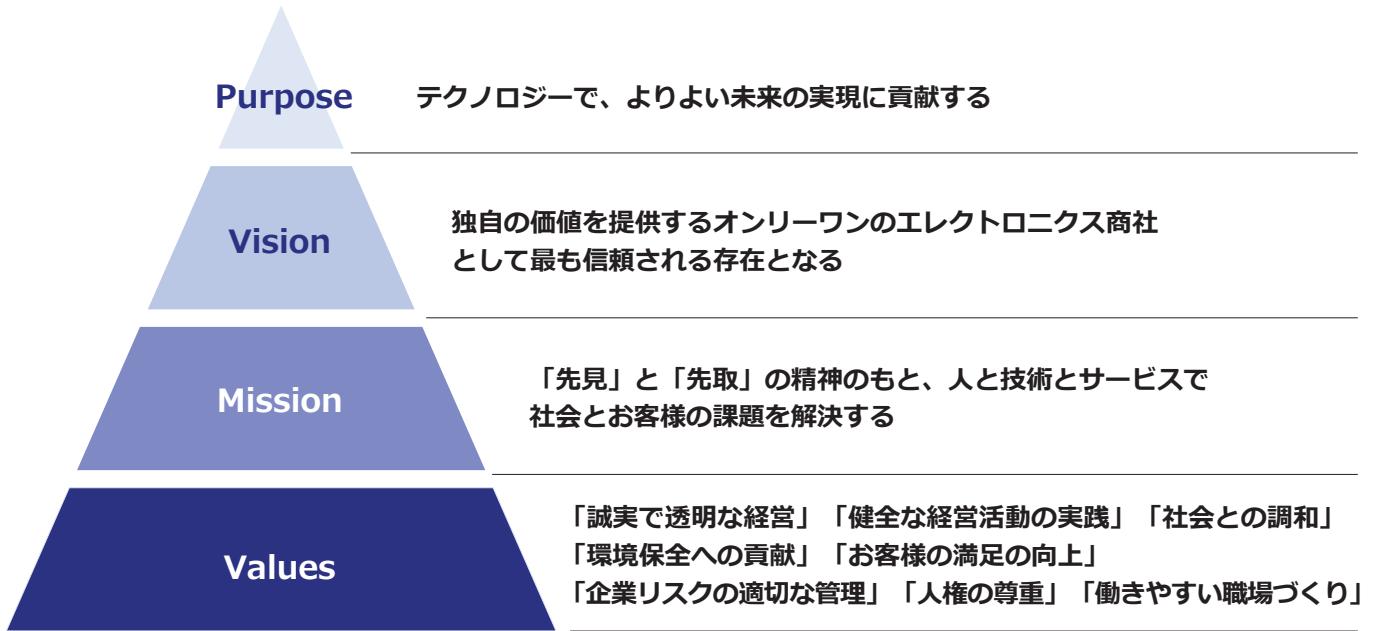 Purpose
テクノロジーで、よりよい未来の実現に貢献する
Vision
独自の価値を提供するオンリーワンのエレクトロニクス商社
として最も信頼される存在となる
Mission
「先見」と「先取」の精神のもと、人と技術とサービスで
社会とお客様の課題を解決する
Values
「誠実で透明な経営」「健全な経営活動の実践」「社会との調和」
「環境保全への貢献」「お客様の満足の向上」
「企業リスクの適切な管理」「人権の尊重」「働きやすい職場づくり」